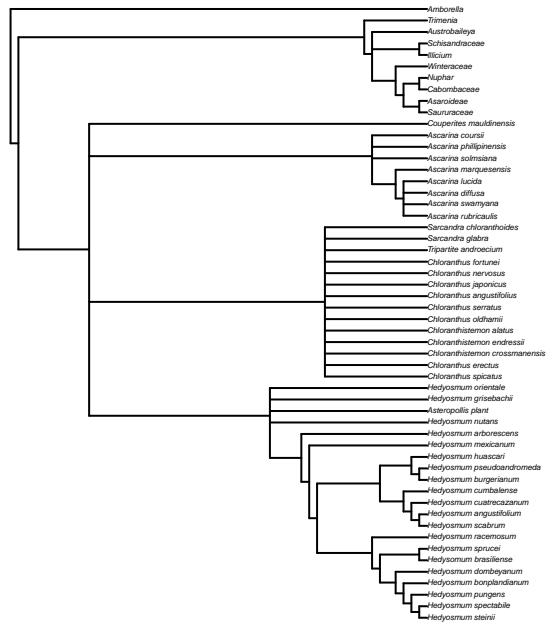 Amborella
Trimenia
Austrobaileya
Schisandraceae
Illicium
Winteraceae
Nuphar
Cabombaceae
Asaroideae
Saururaceae
Couperites mauldinensis
Ascarina coursii
Ascarina phillipinensis
Ascarina solmsiana
Ascarina marquesensis
Ascarina lucida
Ascarina diffusa
Ascarina swamyana
Ascarina rubricaulis
Sarcandra chloranthoides
Sarcandra glabra
Tripartite androecium
Chloranthus fortunei
Chloranthus nervosus
Chloranthus japonicus
Chloranthus angustifolius
Chloranthus serratus
Chloranthus oldhamii
Chloranthistemon alatus
Chloranthistemon endressii
Chloranthistemon crossmanensis
Chloranthus erectus
Chloranthus spicatus
Hedyosmum orientale
Hedyosmum grisebachii
Asteropollis plant
Hedyosmum nutans
Hedyosmum arborescens
Hedyosmum mexicanum
Hedyosmum huascari
Hedyosmum pseudoandromeda
Hedyosmum burgerianum
Hedyosmum cumbalense
Hedyosmum cuatrecazanum
Hedyosmum angustifolium
Hedyosmum scabrum
Hedyosmum racemosum
Hedyosmum sprucei
Hedysomum brasiliense
Hedyosmum dombeyanum
Hedyosmum bonplandianum
Hedyosmum pungens
Hedyosmum spectabile
Hedyosmum steinii